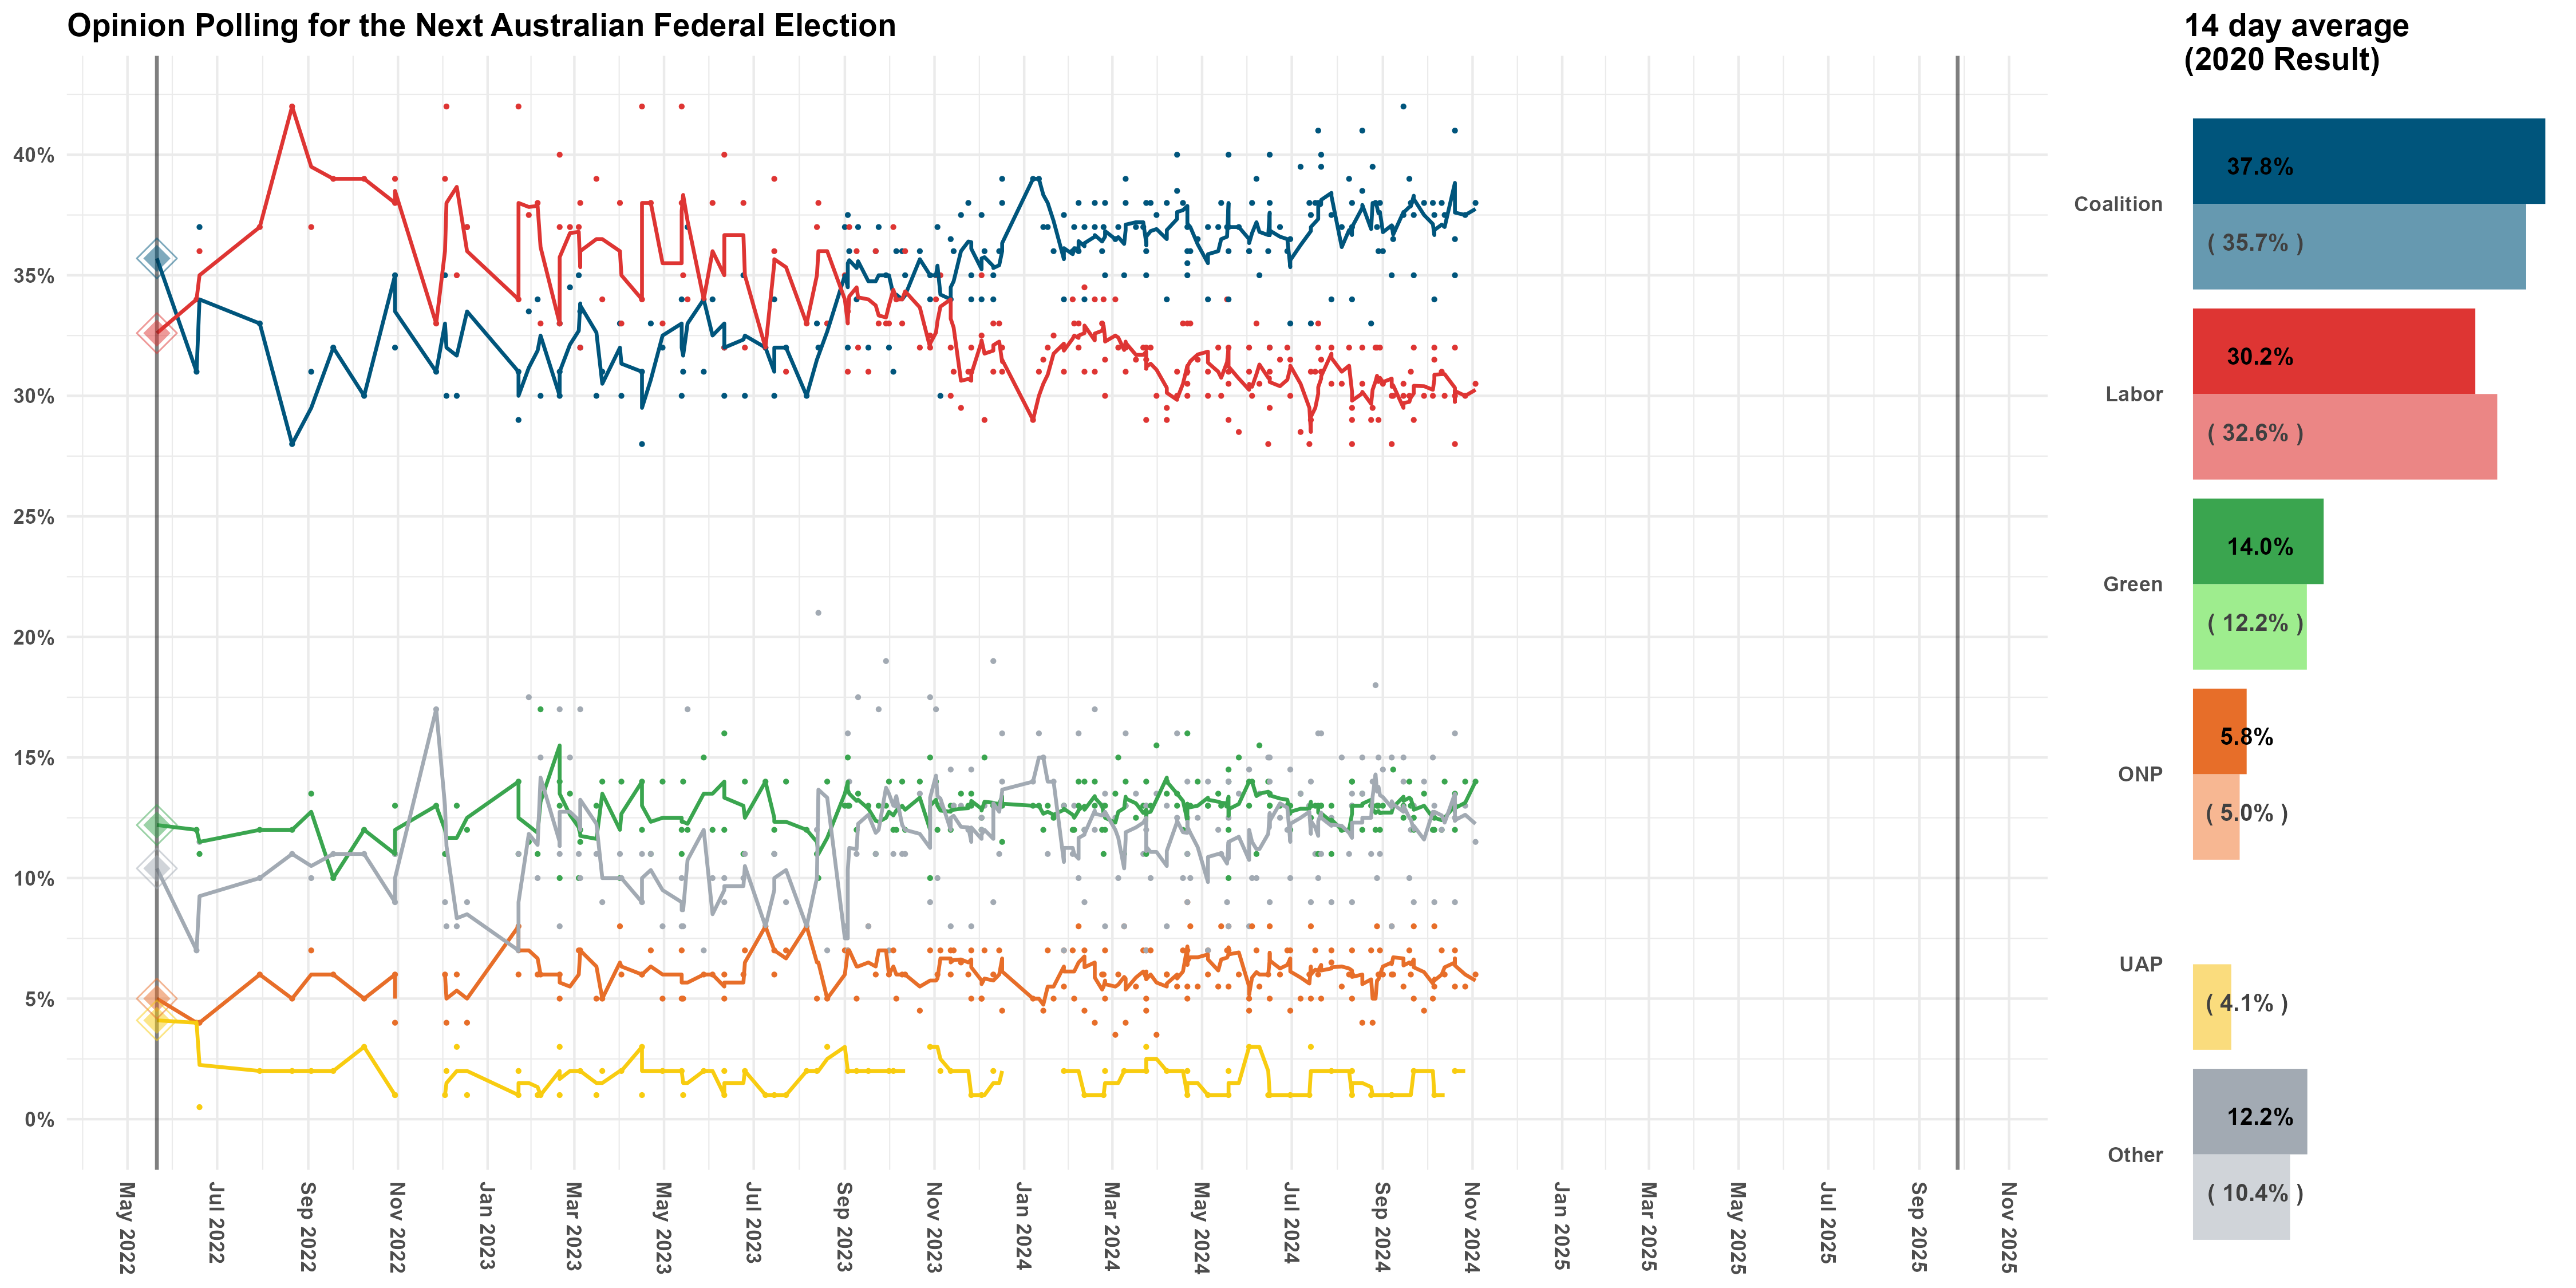 Opinion Polling for the Next Australian Federal Election
14 day average
(2020 Result)
40%
35%
30%
25%
20%
15%
10%
5%
0%
May 2022
Jul 2022
Sep 2022
Nov 2022
Jan 2023
Mar 2023
May 2023
Jul 2023
Sep 2023
Nov 2023
Jan 2024
Mar 2024
May 2024
Jul 2024
Sep 2024
Nov 2024
Jan 2025
Mar 2025
May 2025
Jul 2025
Sep 2025
Nov 2025
Coalition
37.8%
( 35.7% )
Labor
30.2%
( 32.6% )
Green
14.0%
( 12.2% )
ONP
5.8%
( 5.0% )
UAP
( 4.1% )
Other
12.2%
( 10.4% )